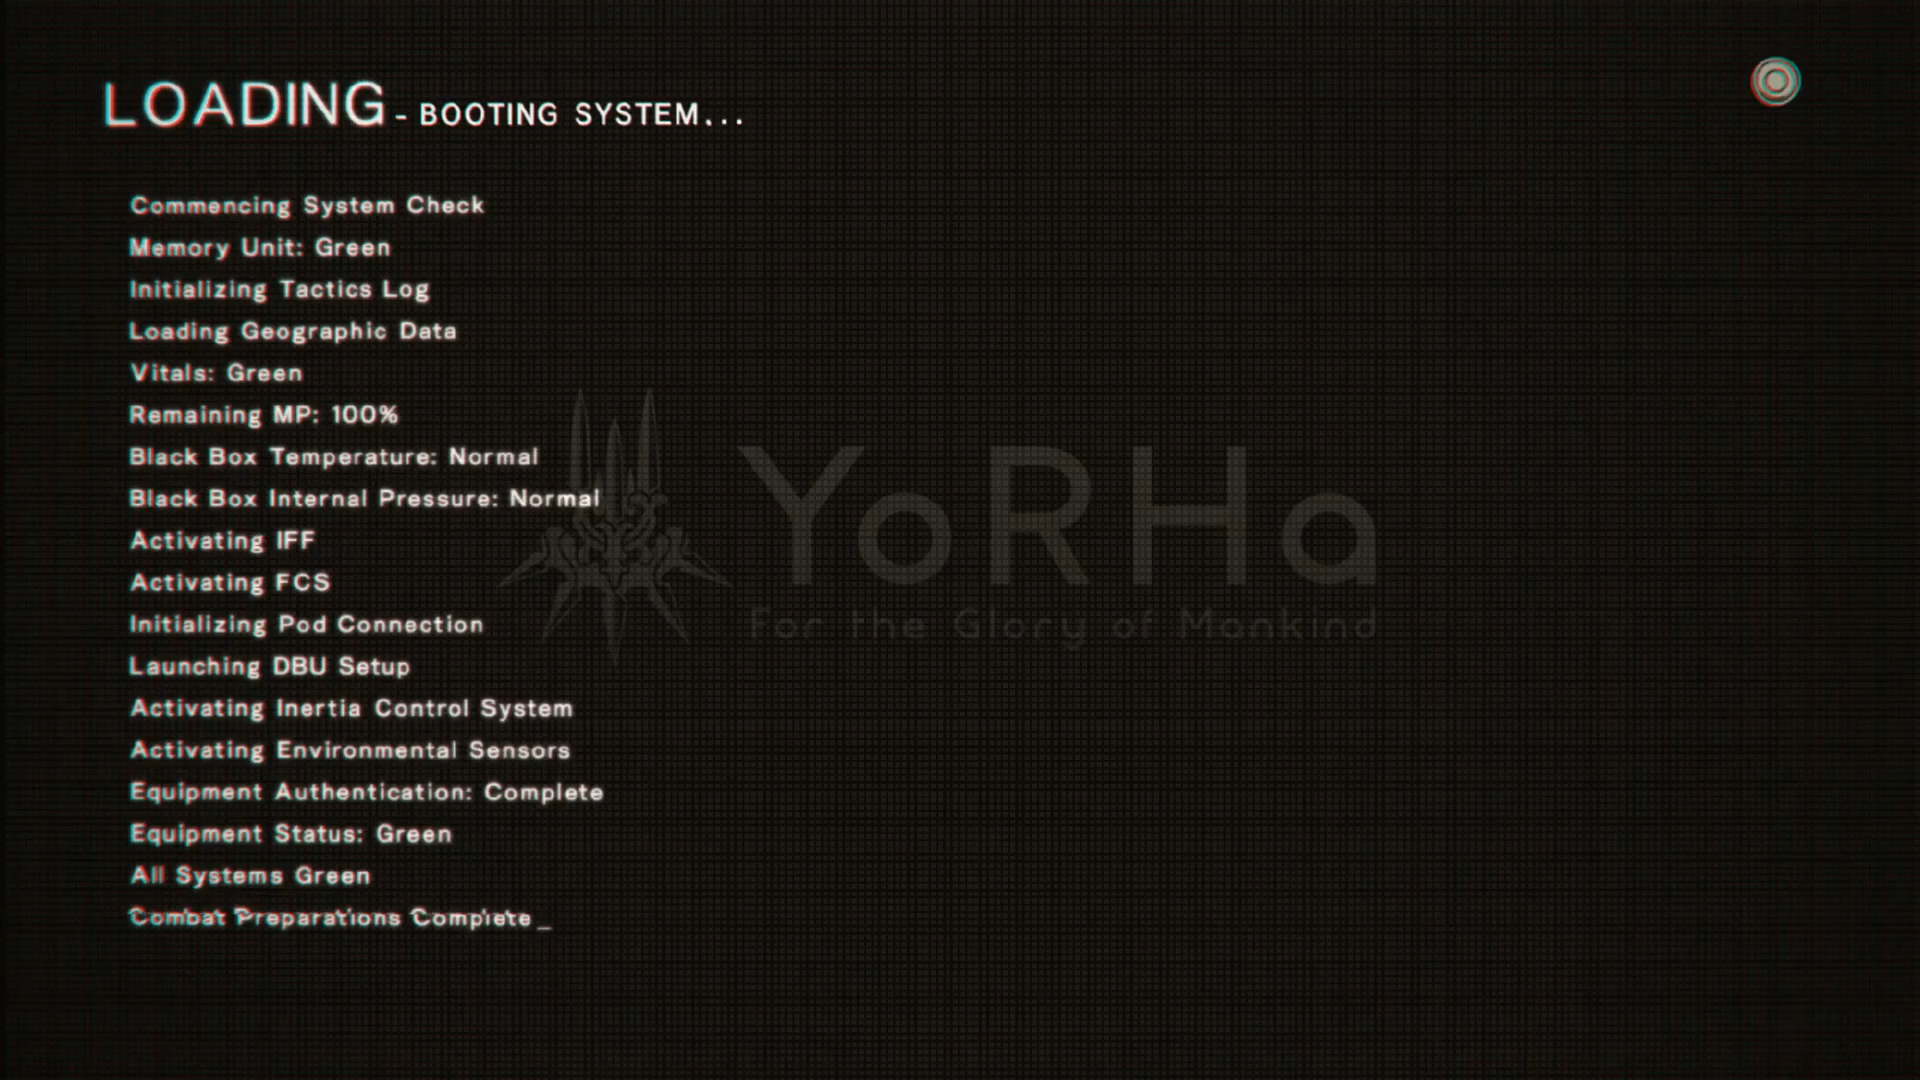 LOADING - BOOTING SYSTEM...
Commencing System Check
Memory Unit: Green
Initializing Tactics Log
Loading Geographic Data
Vitals: Green
Remaining MP: 100%
Black Box Temperature: Normal
Black Box Internal Pressure: Normal
Activating IFF
Activating FCS
Initializing Pod Connection
Launching DBU Setup
Activating Inertia Control System
Activating Environmental Sensors
Equipment Authentication: Complete
Equipment Status: Green
All Systems Green
Combat Preparations Complete _
YoRHa
For the Glory of Mankind